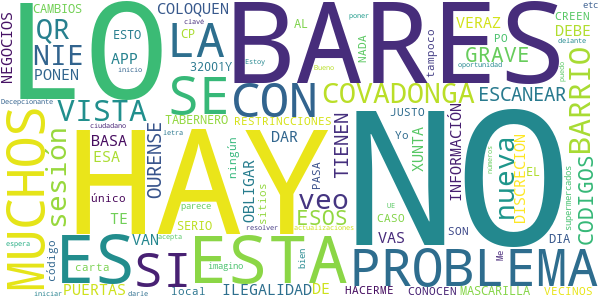 CAMBIOS COLOQUEN
NEGOCIOS QR ESTO AL CREEN etc
LO BARES
PONEN NIE APP LA CP NADA tampoco VERAZ PO DEBE poner
inicio 32001Y Estoy clavé GRAVE delante
Decepcionante VISTA SE CON COVADONGA ESCANEAR BARRIO
Bueno oportunidad puedo
ciudadano TABERNERO RESTRINCCIONES JUSTO
MUCHOS sesión HAY NO
BASA letra DAR TIENEN Yo XUNTA INFORMACIÓN nueva CODIGOS
ESA OURENSE ningún OBLIGAR PASA DISCRECIÓN EL
único parece sitios veo ESOS UE CASO números supermercados
TE SERIO resolver actualizaciones VAS SON DIA
espera código VAN acepta
ES SI ESTA PROBLEMA
carta imagino bien Me
PUERTAS local ILEGALIDAD DE CONOCEN MASCARILLA
iniciar darle HACERME VECINOS